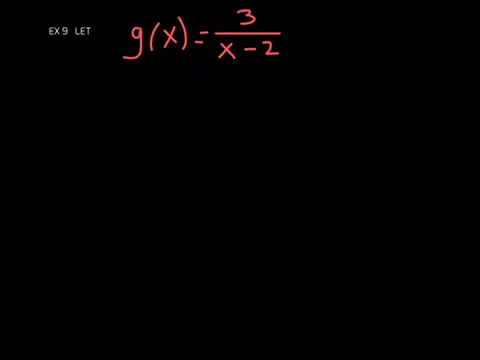 EX 9 LET g(x) = 3/(x - 2)